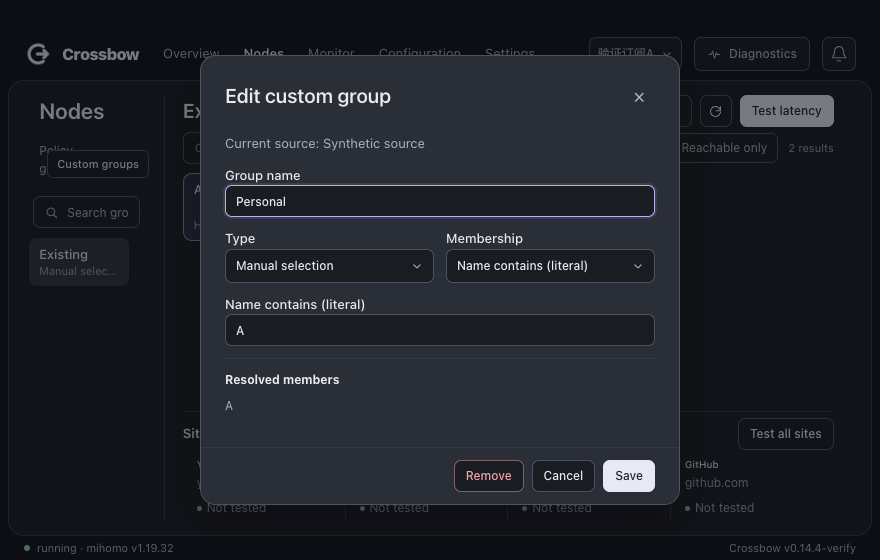 Crossbow
Overview
Nodes
Monitor
Configuration
Settings
验证订阅A
Diagnostics
Nodes
Policy
Custom groups
Search gro
Existing
Manual selec...
Test latency
Reachable only
2 results
Edit custom group
Current source: Synthetic source
Group name
Personal
Type
Membership
Manual selection
Name contains (literal)
Name contains (literal)
A
Resolved members
A
Remove
Cancel
Save
Test all sites
GitHub
github.com
Not tested
Not tested
Not tested
Not tested
running · mihomo v1.19.32
Crossbow v0.14.4-verify